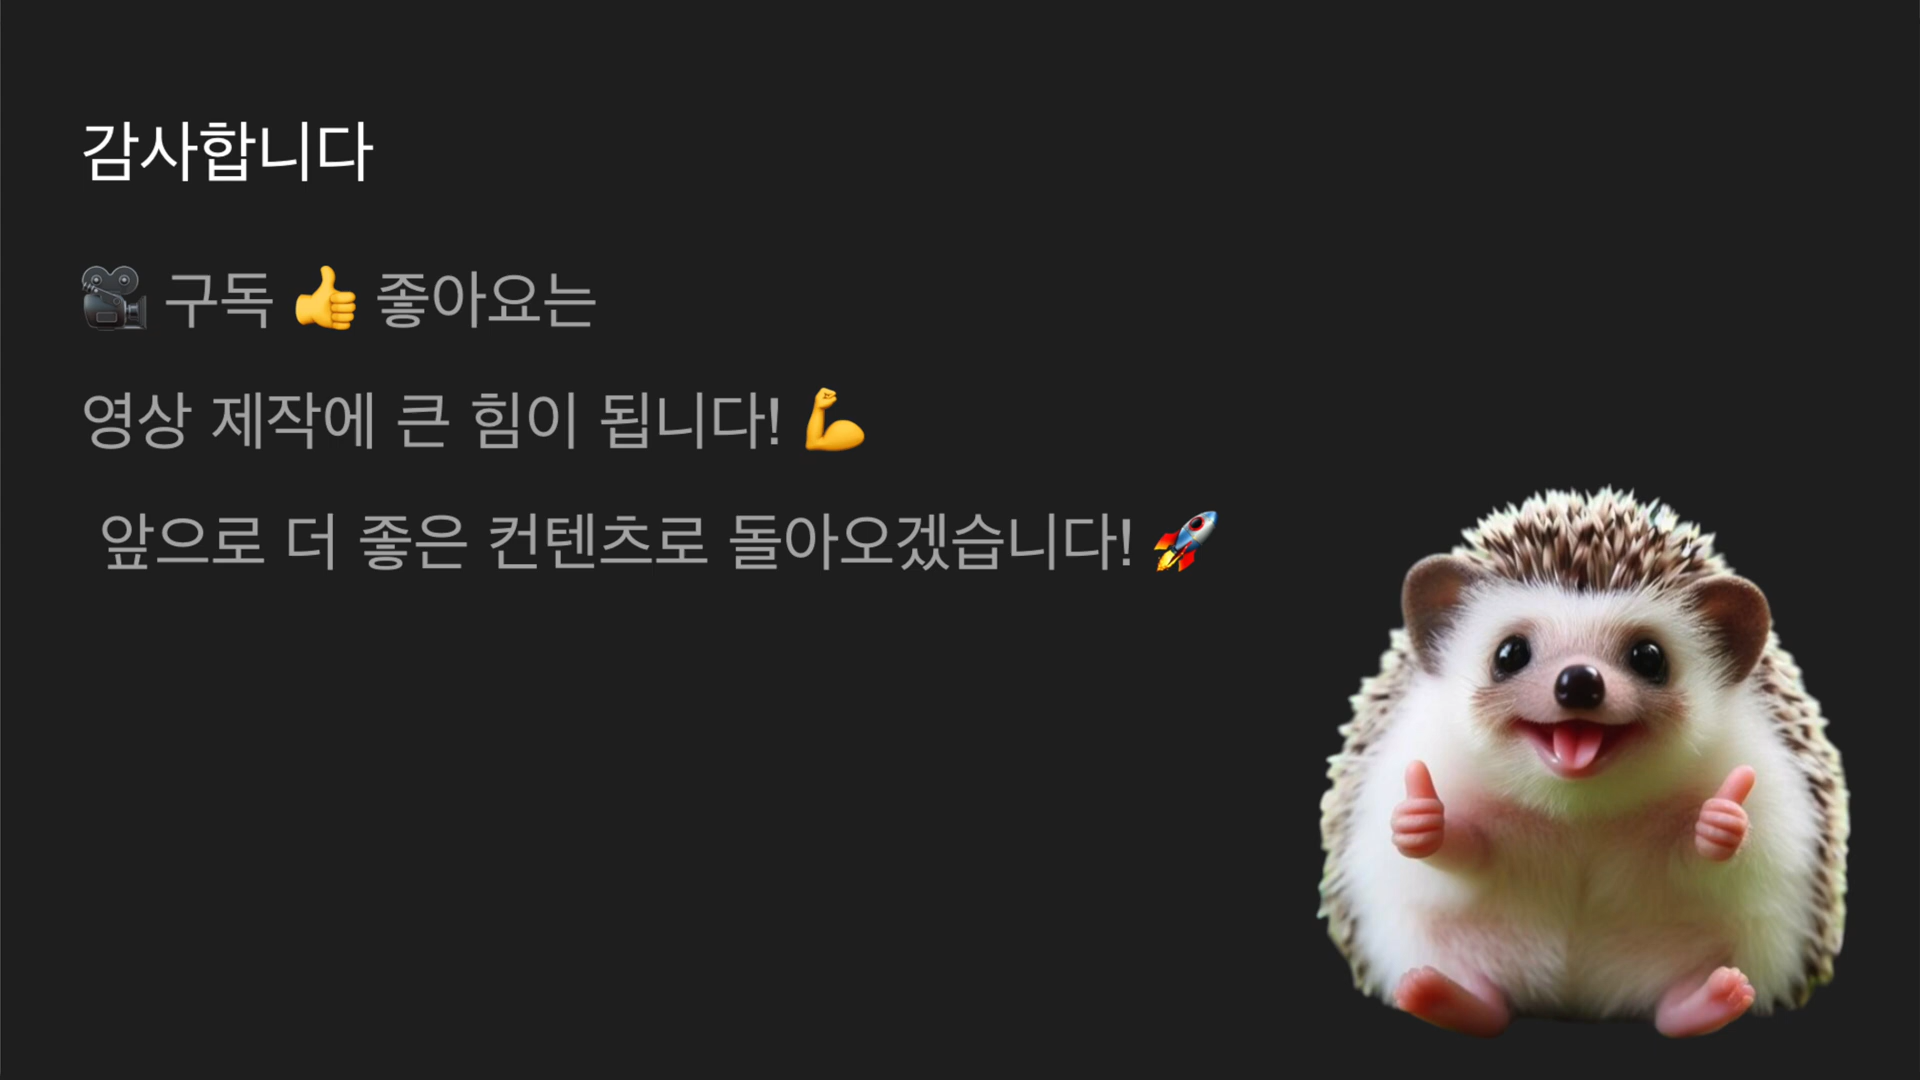 감사합니다
🎥 구독 👍 좋아요는
영상 제작에 큰 힘이 됩니다! 💪
앞으로 더 좋은 컨텐츠로 돌아오겠습니다! 🚀